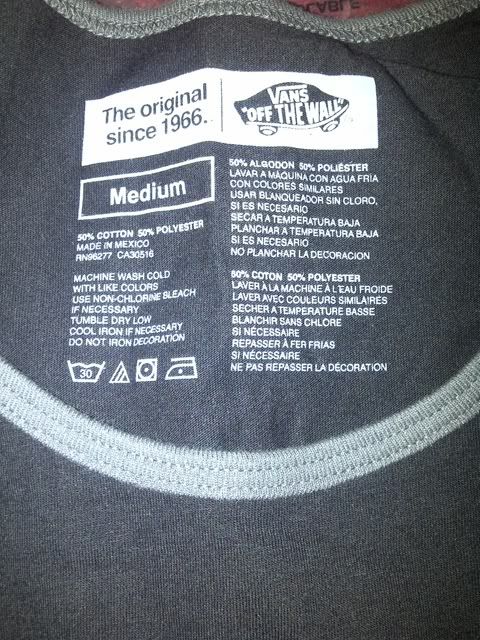 CABLE
The original
since 1966.
VANS
"OFF THE WALL"
Medium
50% COTTON 50% POLYESTER
MADE IN MEXICO
RN96277 CA30516
MACHINE WASH COLD
WITH LIKE COLORS
USE NON-CHLORINE BLEACH
IF NECESSARY
TUMBLE DRY LOW
COOL IRON IF NECESSARY
DO NOT IRON DECORATION
30
50% ALGODON 50% POLIÉSTER
LAVAR A MÁQUINA CON AGUA FRIA
CON COLORES SIMILARES
USAR BLANQUEADOR SIN CLORO,
SI ES NECESARIO
SECAR A TEMPERATURA BAJA
PLANCHAR A TEMPERATURA BAJA
SI ES NECESARIO
NO PLANCHAR LA DECORACION
50% COTON 50% POLYESTER
LAVER À LA MACHINE À L'EAU FROIDE
LAVER AVEC COULEURS SIMILAIRES
SECHER A TEMPERATURE BASSE
BLANCHIR SANS CHLORE
SI NÉCESSAIRE
REPASSER À FER FRIAS
SI NÉCESSAIRE
NE PAS REPASSER LA DÉCORATION